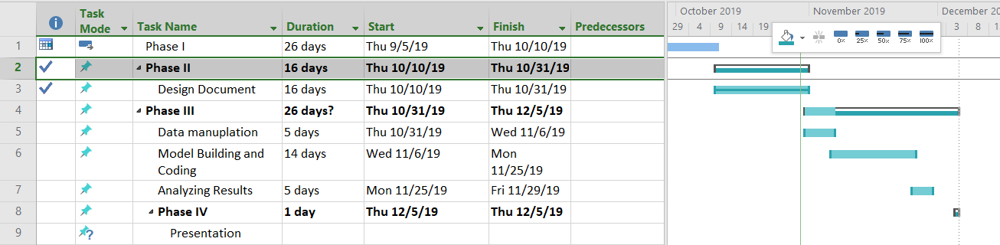 October 2019 November 2019 December 201
29 4 9 14 19 3 8 1
0% 25% 50% 75% 100%
Task Mode Task Name Duration Start Finish Predecessors
1 Phase I 26 days Thu 9/5/19 Thu 10/10/19
2 Phase II 16 days Thu 10/10/19 Thu 10/31/19
3 Design Document 16 days Thu 10/10/19 Thu 10/31/19
4 Phase III 26 days? Thu 10/31/19 Thu 12/5/19
5 Data manuplation 5 days Thu 10/31/19 Wed 11/6/19
6 Model Building and Coding 14 days Wed 11/6/19 Mon 11/25/19
7 Analyzing Results 5 days Mon 11/25/19 Fri 11/29/19
8 Phase IV 1 day Thu 12/5/19 Thu 12/5/19
9 Presentation